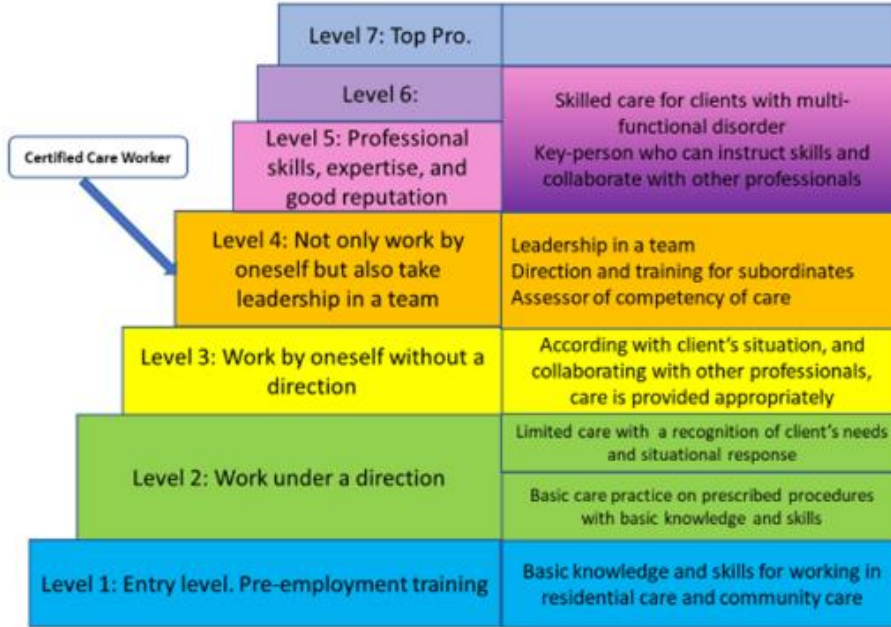 Level 7: Top Pro.
Level 6:
Skilled care for clients with multi-
functional disorder
Key-person who can instruct skills and
collaborate with other professionals
Level 5: Professional
skills, expertise, and
good reputation
Certified Care Worker
Level 4: Not only work by
oneself but also take
leadership in a team
Leadership in a team
Direction and training for subordinates
Assessor of competency of care
Level 3: Work by oneself without a
direction
According with client's situation, and
collaborating with other professionals,
care is provided appropriately
Level 2: Work under a direction
Limited care with a recognition of client's needs
and situational response
Basic care practice on prescribed procedures
with basic knowledge and skills
Level 1: Entry level. Pre-employment training
Basic knowledge and skills for working in
residential care and community care